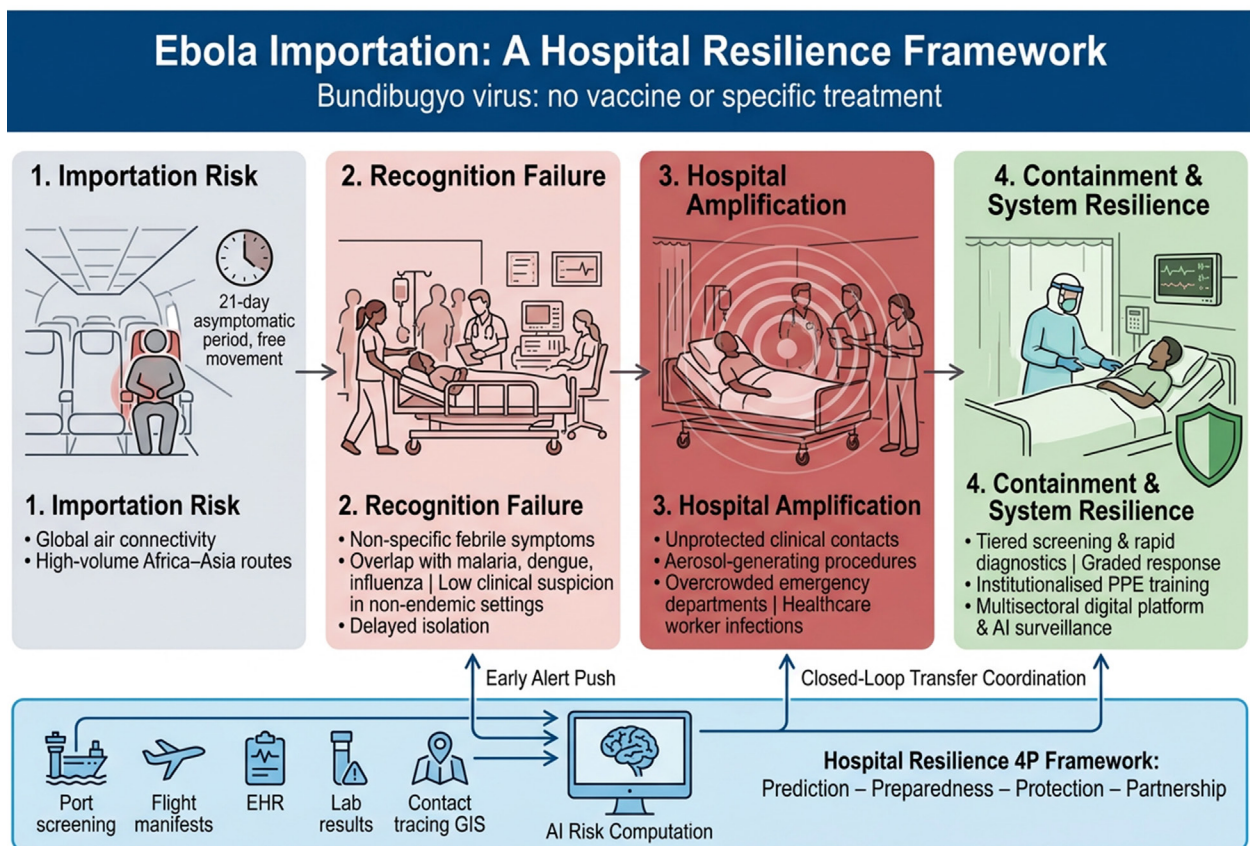 Ebola Importation: A Hospital Resilience Framework
Bundibugyo virus: no vaccine or specific treatment
1. Importation Risk
21-day
asymptomatic
period, free
movement
1. Importation Risk
• Global air connectivity
• High-volume Africa–Asia routes
2. Recognition Failure
2. Recognition Failure
• Non-specific febrile symptoms
• Overlap with malaria, dengue,
influenza | Low clinical suspicion
in non-endemic settings
• Delayed isolation
3. Hospital
Amplification
3. Hospital Amplification
• Unprotected clinical contacts
• Aerosol-generating procedures
• Overcrowded emergency
departments | Healthcare
worker infections
4. Containment &
System Resilience
4. Containment &
System Resilience
• Tiered screening & rapid
diagnostics | Graded response
• Institutionalised PPE training
• Multisectoral digital platform
& AI surveillance
Early Alert Push
Closed-Loop Transfer Coordination
Port
screening
Flight
manifests
EHR
Lab
results
Contact
tracing GIS
AI Risk Computation
Hospital Resilience 4P Framework:
Prediction – Preparedness – Protection – Partnership